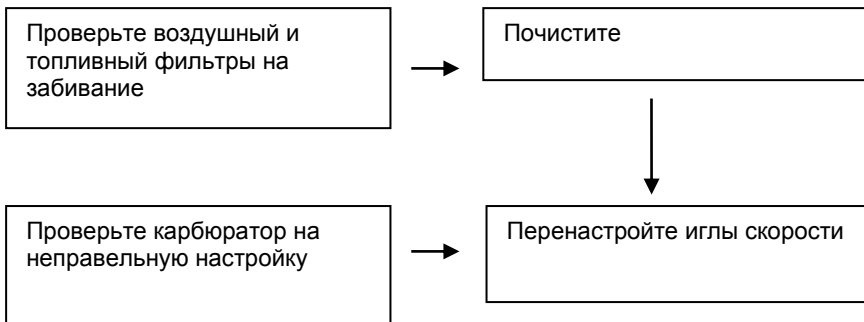 Проверьте воздушный и
топливный фильтры на
забивание
Почистите
Проверьте карбюратор на
неправельную настройку
Перенастройте иглы скорости